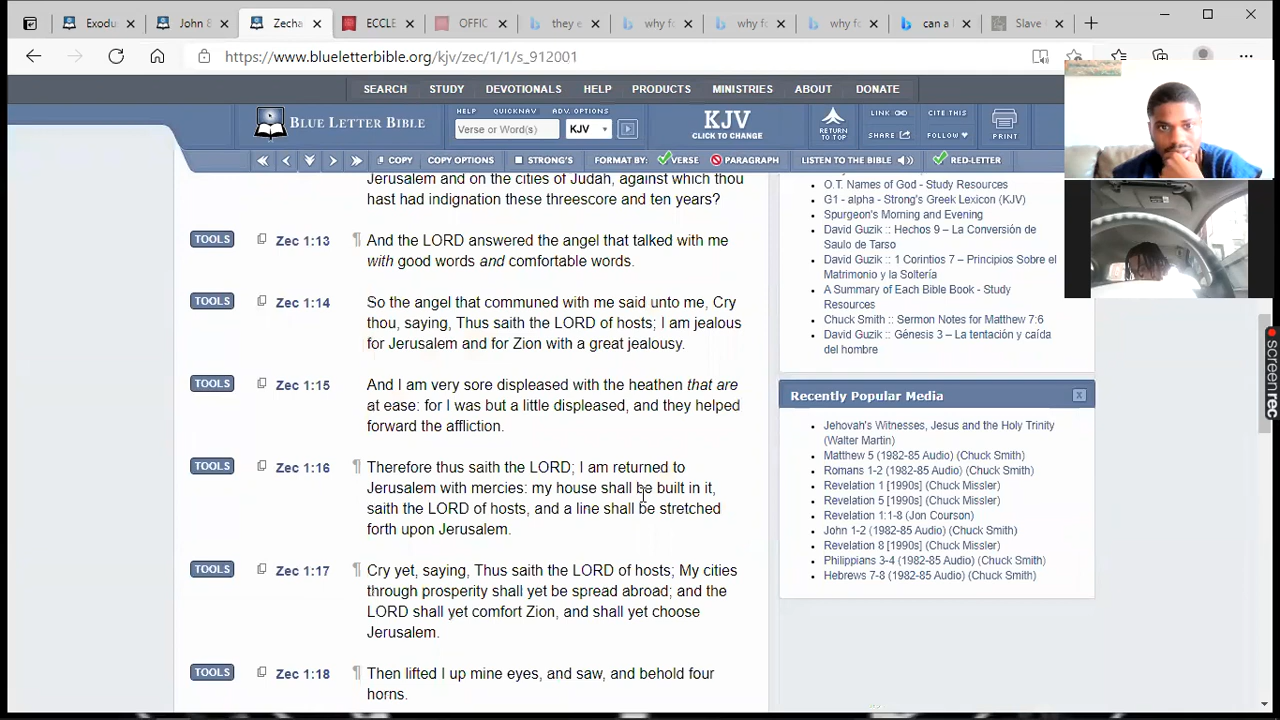 Exodu
John 8
Zecha
ECCLE
OFFIC
they e
why fo
why fo
why fo
can a l
Slave
https://www.blueletterbible.org/kjv/zec/1/1/s_912001
SEARCH STUDY DEVOTIONALS HELP PRODUCTS MINISTRIES ABOUT DONATE
BLUE LETTER BIBLE
HELP QUICKNAV ADV. OPTIONS
Verse or Word(s) KJV
KJV
CLICK TO CHANGE
RETURN
TO TOP
LINK
SHARE
CITE THIS
FOLLOW
PRINT
COPY COPY OPTIONS STRONG'S FORMAT BY: VERSE PARAGRAPH LISTEN TO THE BIBLE RED-LETTER
Jerusalem and on the cities of Judah, against which thou
hast had indignation these threescore and ten years?
TOOLS Zec 1:13 ¶ And the LORD answered the angel that talked with me
with good words and comfortable words.
TOOLS Zec 1:14 So the angel that communed with me said unto me, Cry
thou, saying, Thus saith the LORD of hosts; I am jealous
for Jerusalem and for Zion with a great jealousy.
TOOLS Zec 1:15 And I am very sore displeased with the heathen that are
at ease: for I was but a little displeased, and they helped
forward the affliction.
TOOLS Zec 1:16 ¶ Therefore thus saith the LORD; I am returned to
Jerusalem with mercies: my house shall be built in it,
saith the LORD of hosts, and a line shall be stretched
forth upon Jerusalem.
TOOLS Zec 1:17 ¶ Cry yet, saying, Thus saith the LORD of hosts; My cities
through prosperity shall yet be spread abroad; and the
LORD shall yet comfort Zion, and shall yet choose
Jerusalem.
TOOLS Zec 1:18 ¶ Then lifted I up mine eyes, and saw, and behold four
horns.
O.T. Names of God - Study Resources
G1 - alpha - Strong's Greek Lexicon (KJV)
Spurgeon's Morning and Evening
David Guzik :: Hechos 9 – La Conversión de
Saulo de Tarso
David Guzik :: 1 Corintios 7 – Principios Sobre el
Matrimonio y la Soltería
A Summary of Each Bible Book - Study
Resources
Chuck Smith :: Sermon Notes for Matthew 7:6
David Guzik :: Génesis 3 – La tentación y caída
del hombre
Recently Popular Media
Jehovah's Witnesses, Jesus and the Holy Trinity
(Walter Martin)
Matthew 5 (1982-85 Audio) (Chuck Smith)
Romans 1-2 (1982-85 Audio) (Chuck Smith)
Revelation 1 [1990s] (Chuck Missler)
Revelation 5 [1990s] (Chuck Missler)
Revelation 1:1-8 (Jon Courson)
John 1-2 (1982-85 Audio) (Chuck Smith)
Revelation 8 [1990s] (Chuck Missler)
Philippians 3-4 (1982-85 Audio) (Chuck Smith)
Hebrews 7-8 (1982-85 Audio) (Chuck Smith)
screenrec